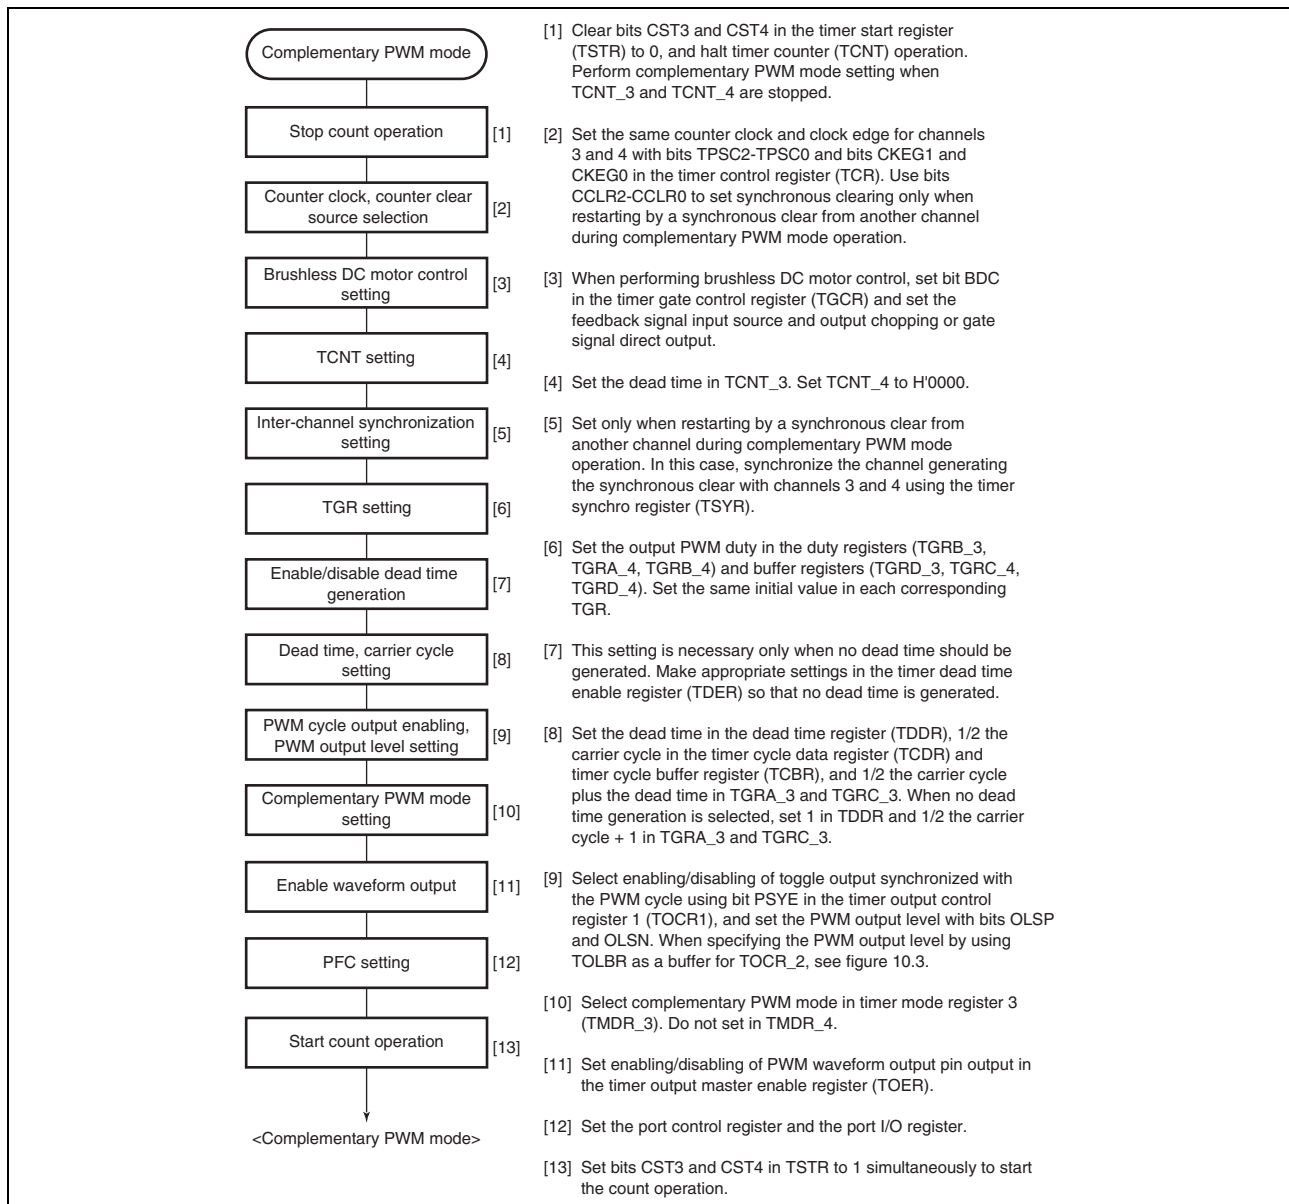 Complementary PWM mode
Stop count operation
[1]
Counter clock, counter clear
source selection
[2]
Brushless DC motor control
setting
[3]
TCNT setting
[4]
Inter-channel synchronization
setting
[5]
TGR setting
[6]
Enable/disable dead time
generation
[7]
Dead time, carrier cycle
setting
[8]
PWM cycle output enabling,
PWM output level setting
[9]
Complementary PWM mode
setting
[10]
Enable waveform output
[11]
PFC setting
[12]
Start count operation
[13]
<Complementary PWM mode>
[1] Clear bits CST3 and CST4 in the timer start register
(TSTR) to 0, and halt timer counter (TCNT) operation.
Perform complementary PWM mode setting when
TCNT_3 and TCNT_4 are stopped.
[2] Set the same counter clock and clock edge for channels
3 and 4 with bits TPSC2-TPSC0 and bits CKEG1 and
CKEG0 in the timer control register (TCR). Use bits
CCLR2-CCLR0 to set synchronous clearing only when
restarting by a synchronous clear from another channel
during complementary PWM mode operation.
[3] When performing brushless DC motor control, set bit BDC
in the timer gate control register (TGCR) and set the
feedback signal input source and output chopping or gate
signal direct output.
[4] Set the dead time in TCNT_3. Set TCNT_4 to H'0000.
[5] Set only when restarting by a synchronous clear from
another channel during complementary PWM mode
operation. In this case, synchronize the channel generating
the synchronous clear with channels 3 and 4 using the timer
synchro register (TSYR).
[6] Set the output PWM duty in the duty registers (TGRB_3,
TGRA_4, TGRB_4) and buffer registers (TGRD_3, TGRC_4,
TGRD_4). Set the same initial value in each corresponding
TGR.
[7] This setting is necessary only when no dead time should be
generated. Make appropriate settings in the timer dead time
enable register (TDER) so that no dead time is generated.
[8] Set the dead time in the dead time register (TDDR), 1/2 the
carrier cycle in the timer cycle data register (TCDR) and
timer cycle buffer register (TCBR), and 1/2 the carrier cycle
plus the dead time in TGRA_3 and TGRC_3. When no dead
time generation is selected, set 1 in TDDR and 1/2 the carrier
cycle + 1 in TGRA_3 and TGRC_3.
[9] Select enabling/disabling of toggle output synchronized with
the PWM cycle using bit PSYE in the timer output control
register 1 (TOCR1), and set the PWM output level with bits OLSP
and OLSN. When specifying the PWM output level by using
TOLBR as a buffer for TOCR_2, see figure 10.3.
[10] Select complementary PWM mode in timer mode register 3
(TMDR_3). Do not set in TMDR_4.
[11] Set enabling/disabling of PWM waveform output pin output in
the timer output master enable register (TOER).
[12] Set the port control register and the port I/O register.
[13] Set bits CST3 and CST4 in TSTR to 1 simultaneously to start
the count operation.